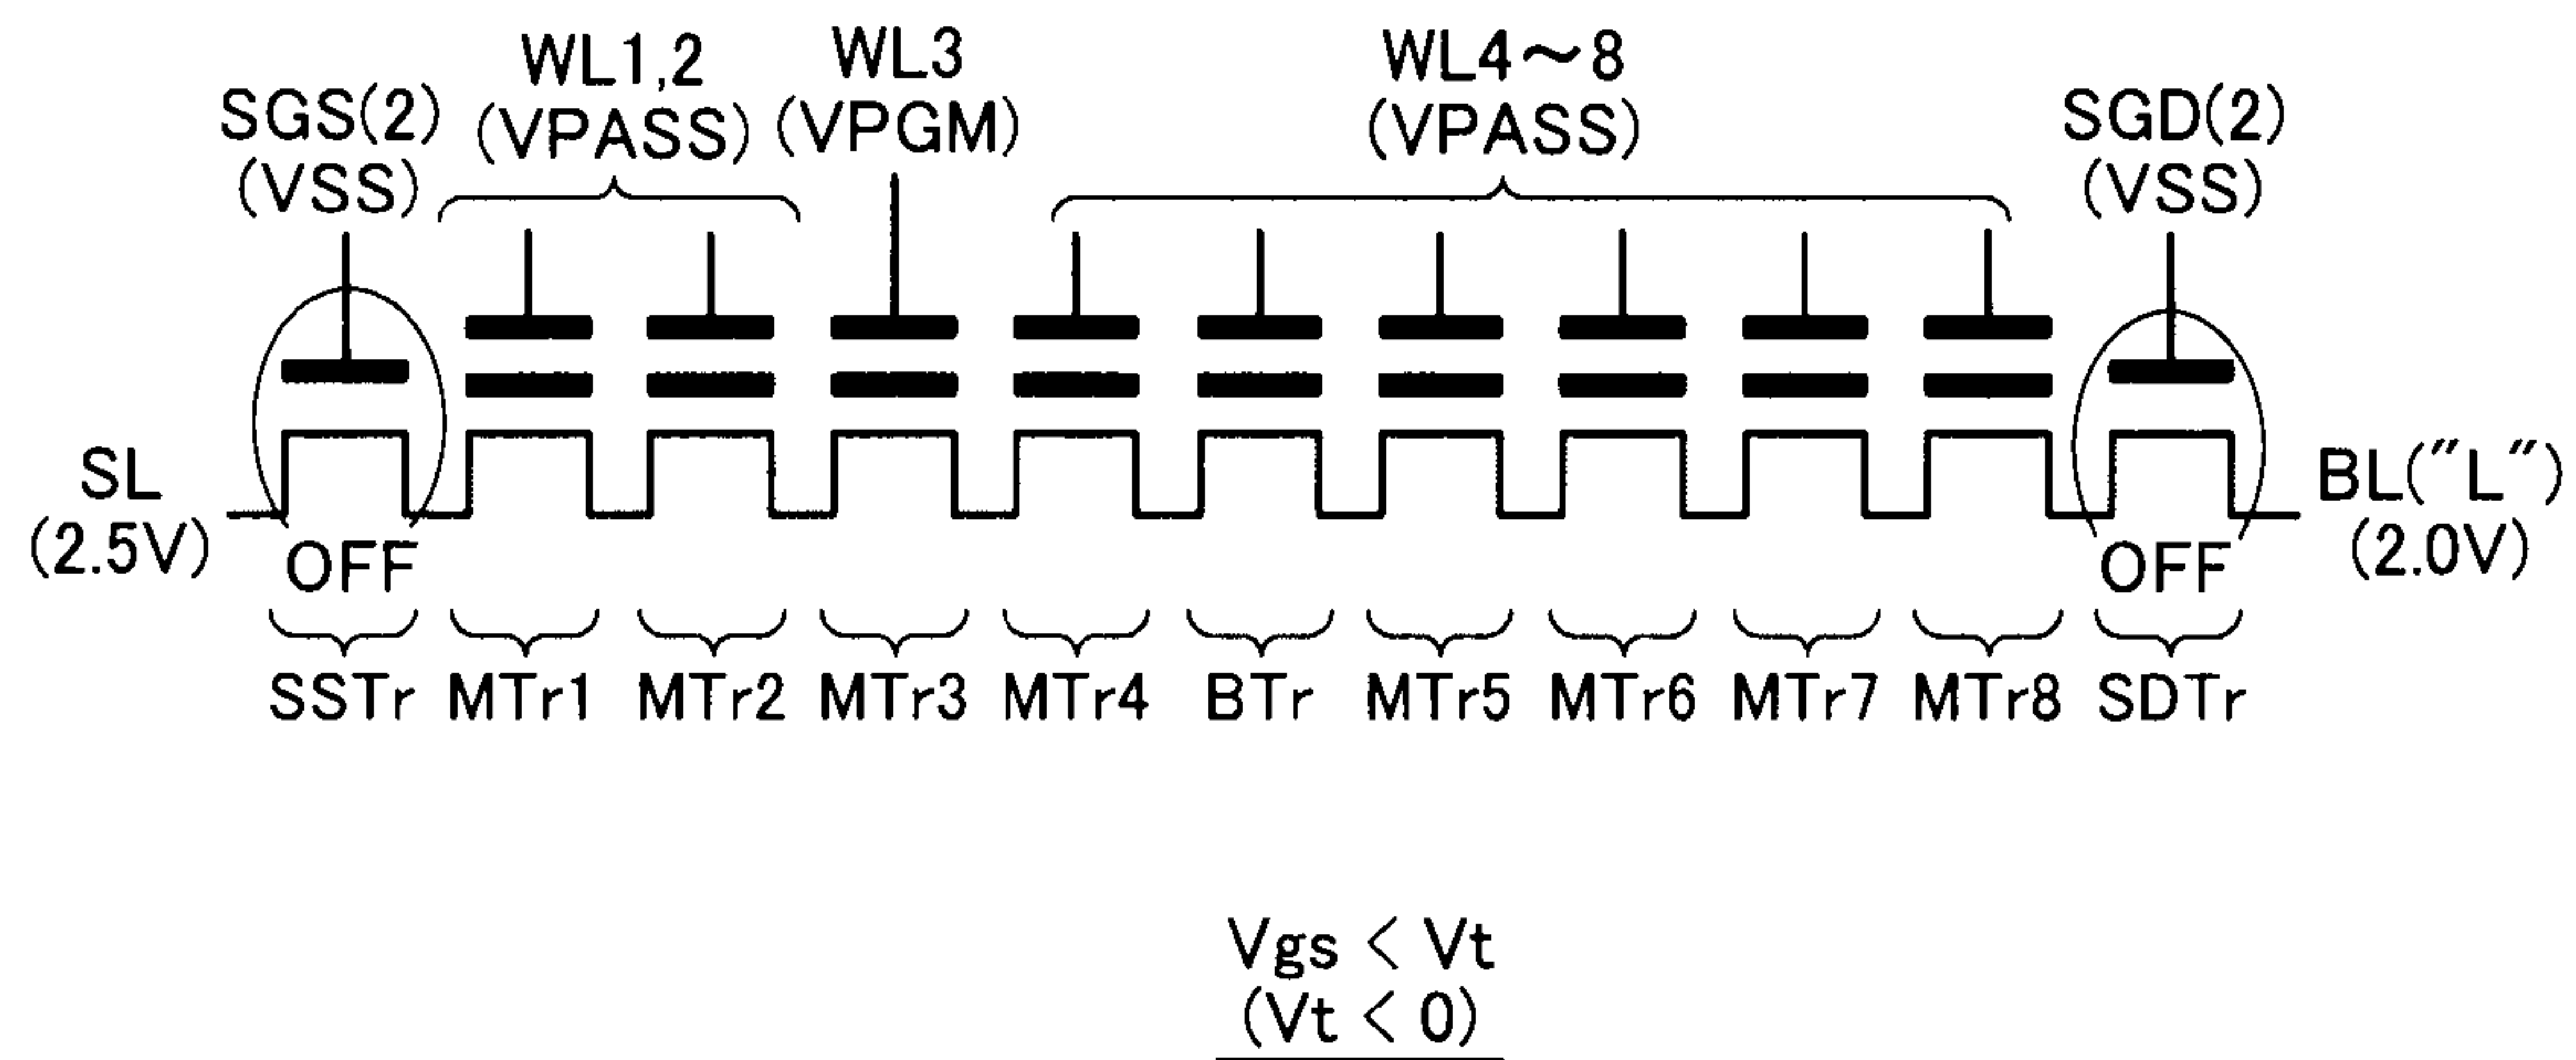 SGS(2)
(VSS)
WL1,2
(VPASS)
WL3
(VPGM)
WL4～8
(VPASS)
SGD(2)
(VSS)
SL
(2.5V)
OFF
OFF
BL("L")
(2.0V)
SSTr MTr1 MTr2 MTr3 MTr4 BTr MTr5 MTr6 MTr7 MTr8 SDTr
Vgs < Vt
(Vt < 0)